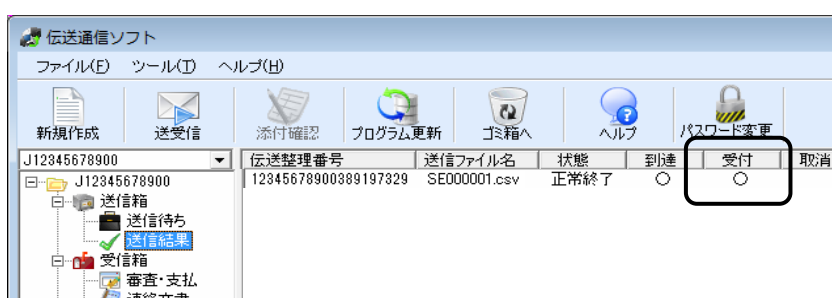 伝送通信ソフト
ファイル(F) ツール(T) ヘルプ(H)
新規作成 送受信 添付確認 プログラム更新 ゴミ箱へ ヘルプ パスワード変更
J12345678900 伝送整理番号 送信ファイル名 状態 到達 受付 取消
J12345678900 12345678900389197329 SE000001.csv 正常終了 ○ ○
送信箱
送信待ち
送信結果
受信箱
審査・支払
連絡文書